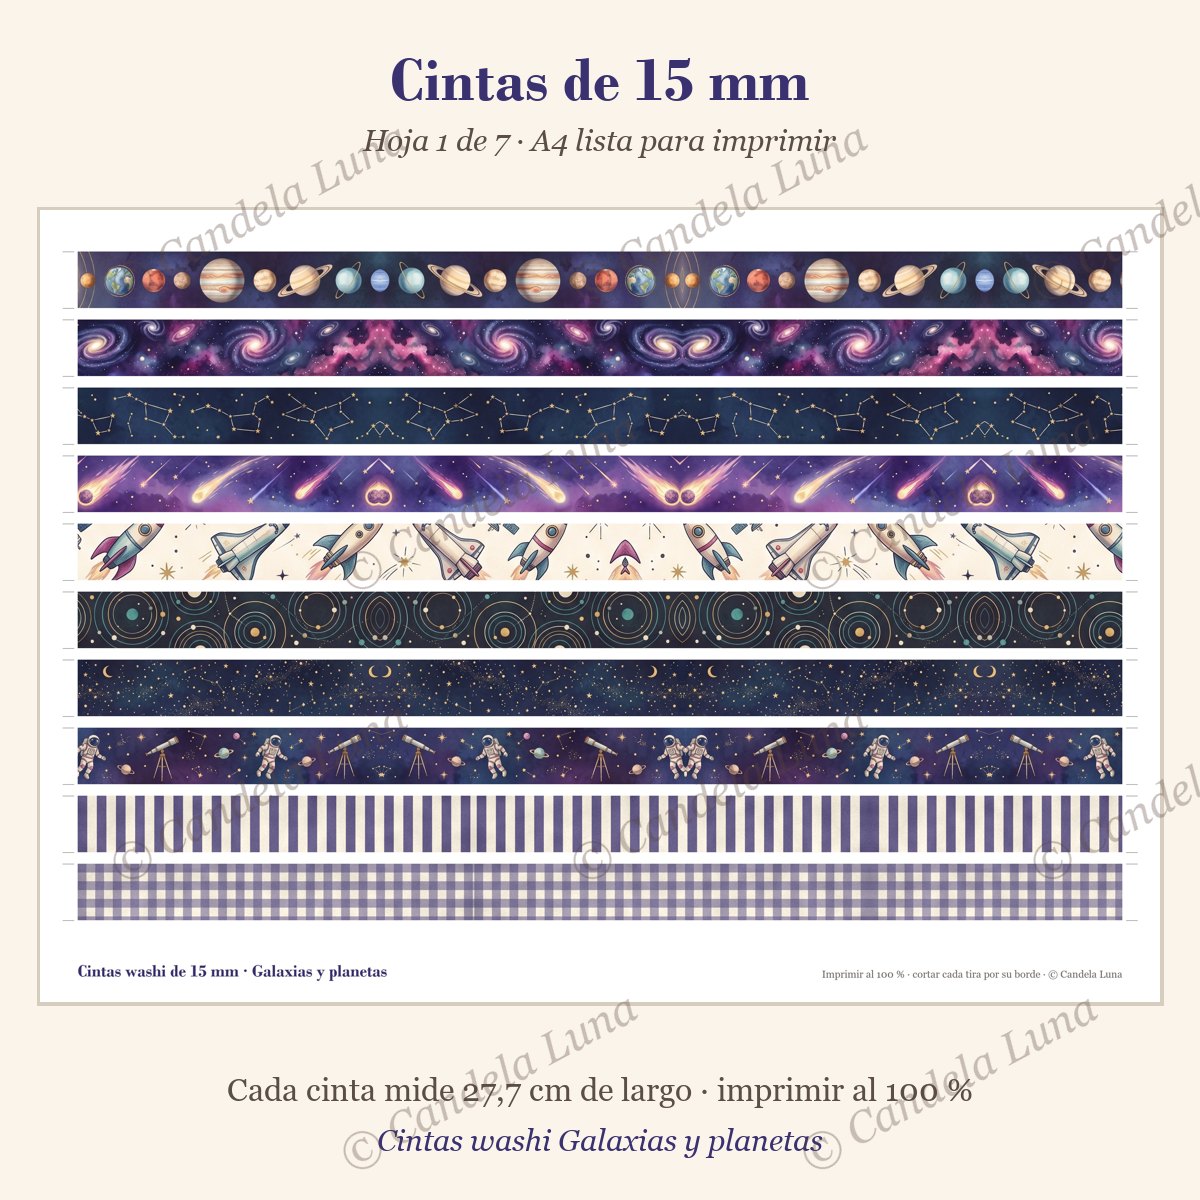 Cintas de 15 mm
Hoja 1 de 7 · A4 lista para imprimir
Cintas washi de 15 mm · Galaxias y planetas
Imprimir al 100 % · cortar cada tira por su borde · © Candela Luna
Cada cinta mide 27,7 cm de largo · imprimir al 100 %
Cintas washi Galaxias y planetas
© Candela Luna